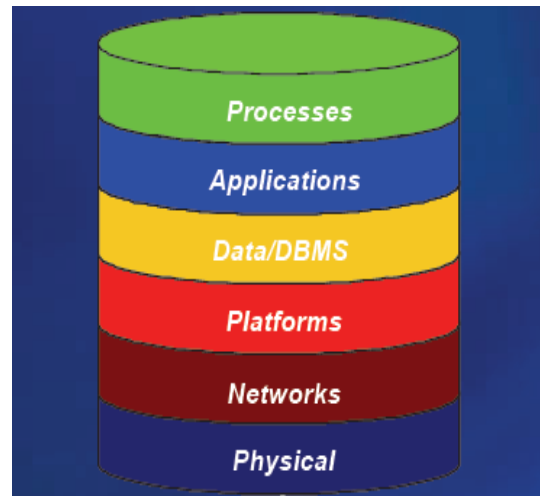 Processes
Applications
Data/DBMS
Platforms
Networks
Physical